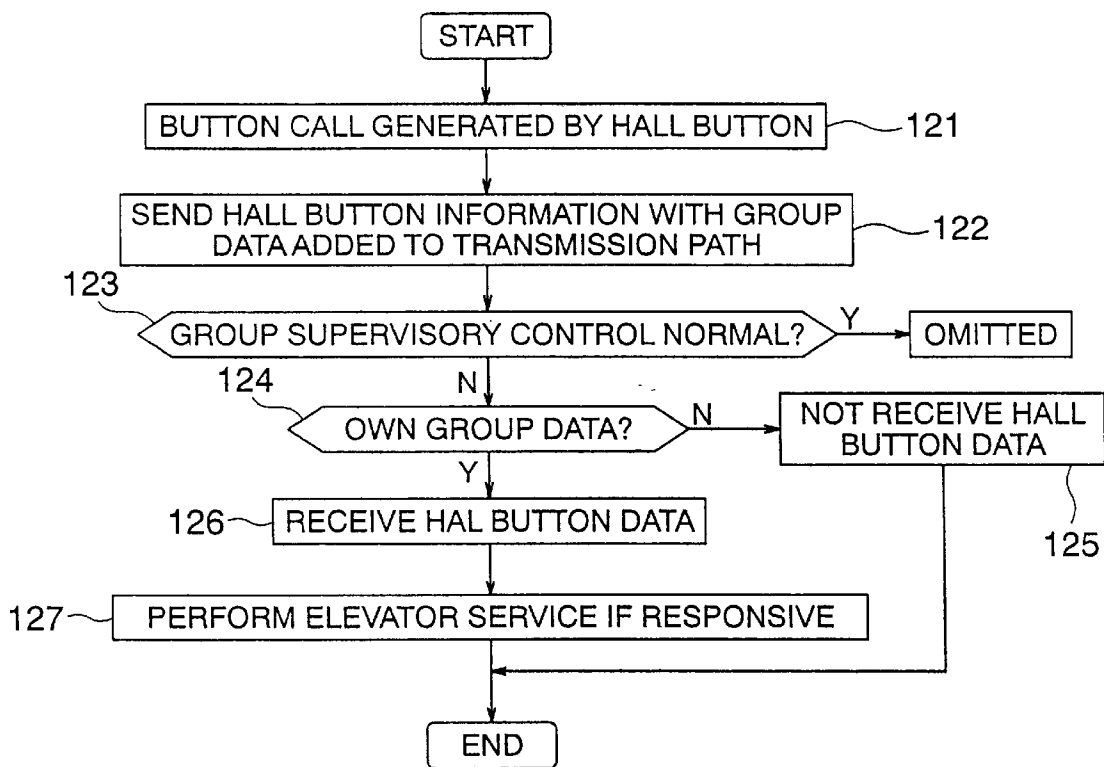 START
BUTTON CALL GENERATED BY HALL BUTTON
121
SEND HALL BUTTON INFORMATION WITH GROUP
DATA ADDED TO TRANSMISSION PATH
122
123
GROUP SUPERVISORY CONTROL NORMAL?
Y
OMITTED
N
124
OWN GROUP DATA?
N
NOT RECEIVE HALL
BUTTON DATA
125
Y
126
RECEIVE HAL BUTTON DATA
127
PERFORM ELEVATOR SERVICE IF RESPONSIVE
END